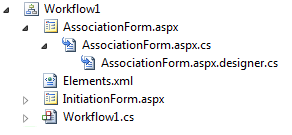 Workflow1
AssociationForm.aspx
AssociationForm.aspx.cs
AssociationForm.aspx.designer.cs
Elements.xml
InitiationForm.aspx
Workflow1.cs